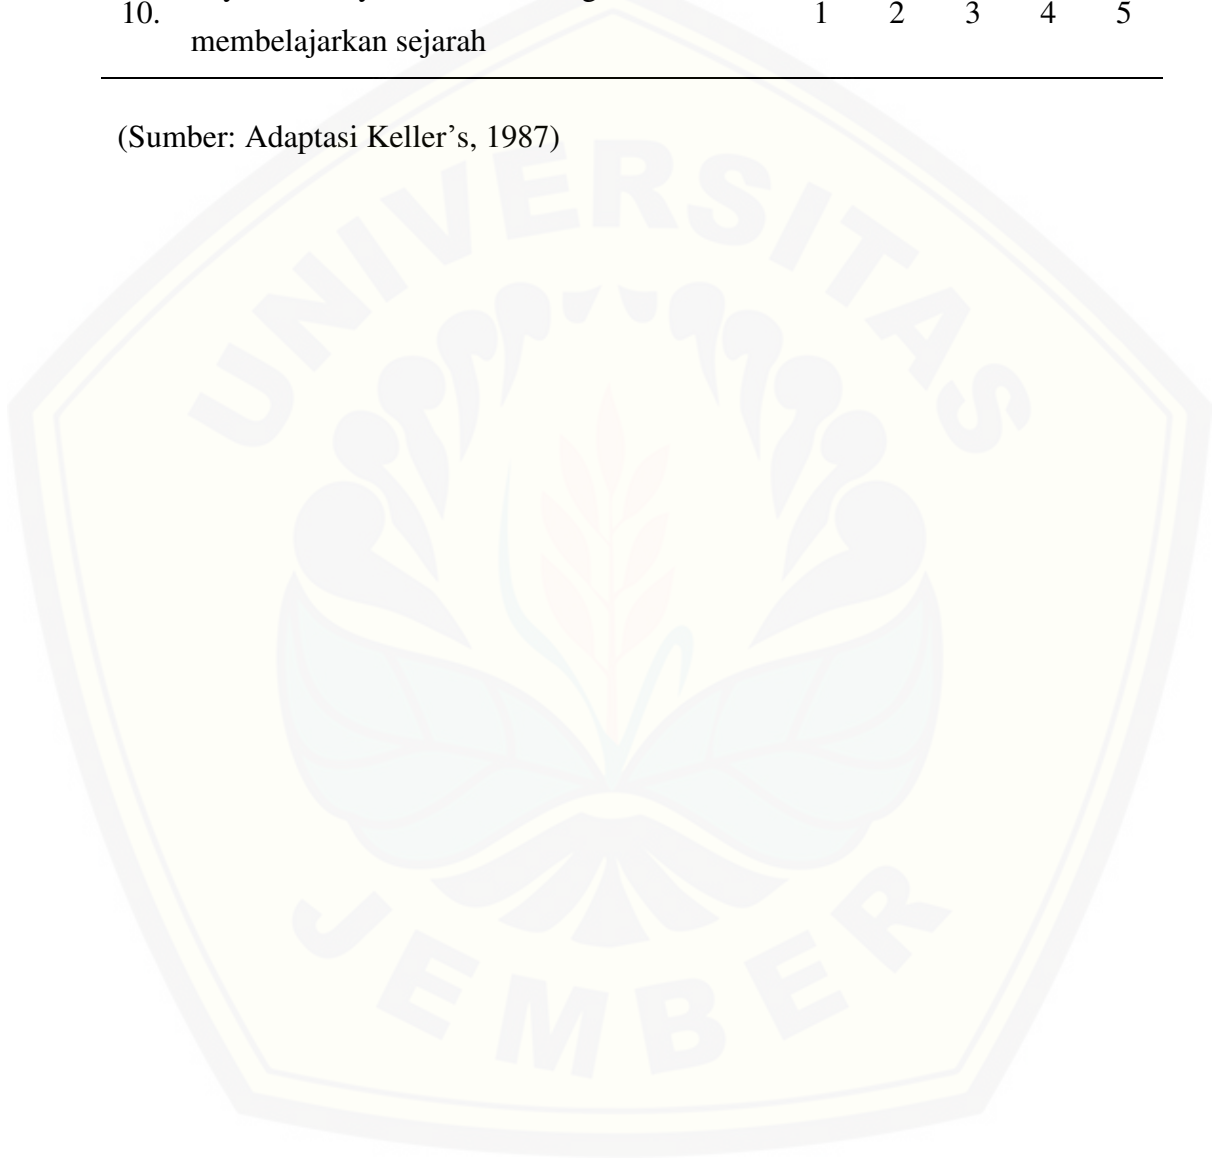 10. 1 2 3 4 5
membelajarkan sejarah
(Sumber: Adaptasi Keller’s, 1987)
UNIVERSITAS
JEMBER